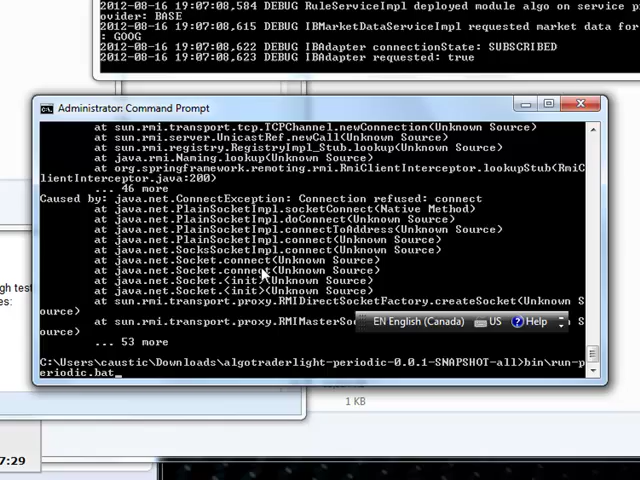 2012-08-16 19:07:08,584 DEBUG RuleServiceImpl deployed module algo on service p
ovider: BASE
2012-08-16 19:07:08,615 DEBUG IBMarketDataServiceImpl requested market data for
: GOOG
2012-08-16 19:07:08,622 DEBUG IBAdapter connectionState: SUBSCRIBED
2012-08-16 19:07:08,623 DEBUG IBAdapter requested: true
Administrator: Command Prompt
at sun.rmi.transport.tcp.TCPChannel.newConnection(Unknown Source)
at sun.rmi.server.UnicastRef.newCall(Unknown Source)
at sun.rmi.registry.RegistryImpl_Stub.lookup(Unknown Source)
at java.rmi.Naming.lookup(Unknown Source)
at org.springframework.remoting.rmi.RmiClientInterceptor.lookupStub(RmiC
lientInterceptor.java:200)
... 46 more
Caused by: java.net.ConnectException: Connection refused: connect
at java.net.PlainSocketImpl.socketConnect(Native Method)
at java.net.PlainSocketImpl.doConnect(Unknown Source)
at java.net.PlainSocketImpl.connectToAddress(Unknown Source)
at java.net.PlainSocketImpl.connect(Unknown Source)
at java.net.SocksSocketImpl.connect(Unknown Source)
at java.net.Socket.connect(Unknown Source)
at java.net.Socket.connect(Unknown Source)
at java.net.Socket.(init)(Unknown Source)
at java.net.Socket.(init)(Unknown Source)
at sun.rmi.transport.proxy.RMIDirectSocketFactory.createSocket(Unknown S
ource)
at sun.rmi.transport.proxy.RMIMasterSoc
ource)
... 53 more
EN English (Canada) US Help
C:\Users\caustic\Downloads\algotraderlight-periodic-0.0.1-SNAPSHOT-all>bin\run-p
eriodic.bat
gh test
es:
1 KB
7:29